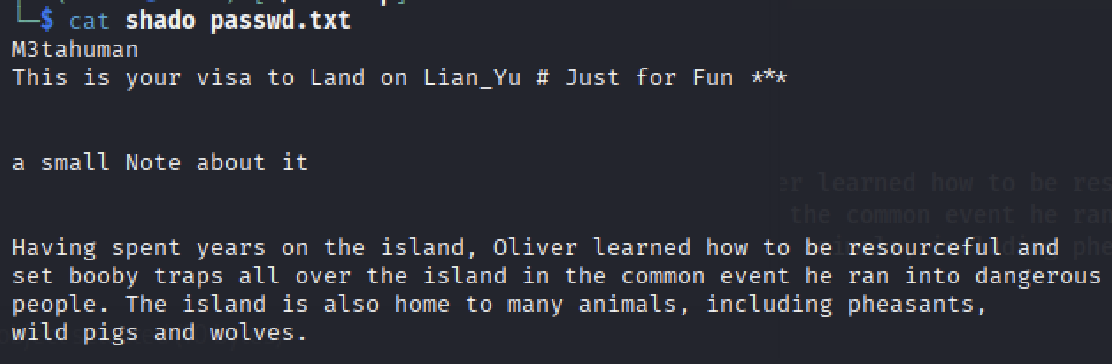 └─$ cat shado passwd.txt
M3tahuman
This is your visa to Land on Lian_Yu # Just for Fun ***
a small Note about it
Having spent years on the island, Oliver learned how to be resourceful and
set booby traps all over the island in the common event he ran into dangerous
people. The island is also home to many animals, including pheasants,
wild pigs and wolves.